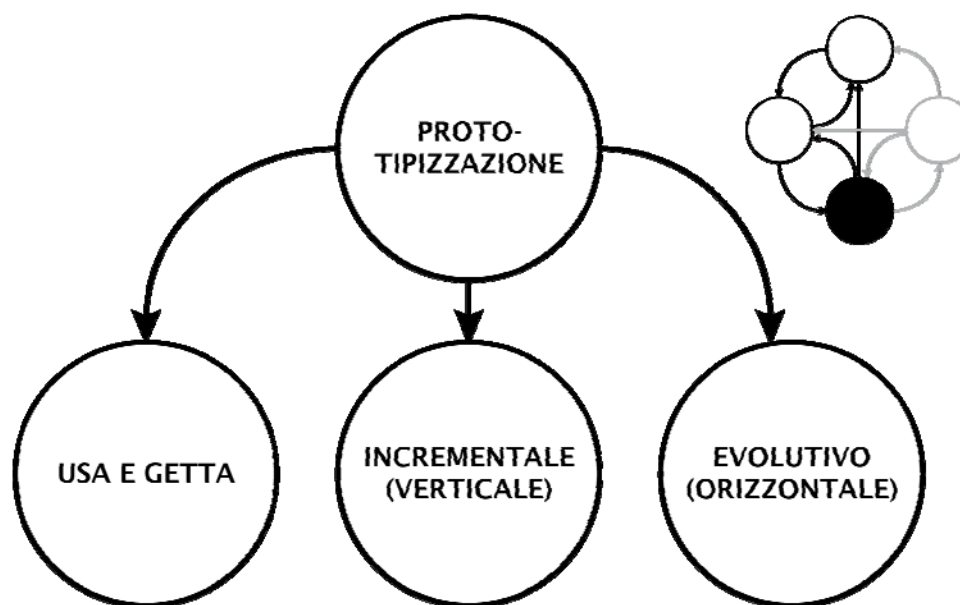 PROTO-
TIPIZZAZIONE
USA E GETTA
INCREMENTALE
(VERTICALE)
EVOLUTIVO
(ORIZZONTALE)